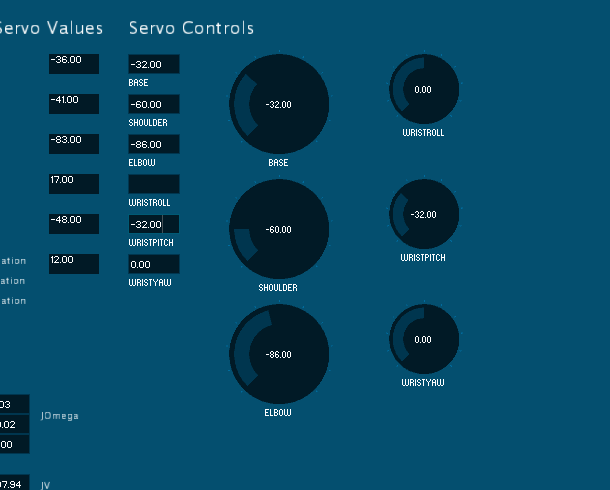 Servo Values
Servo Controls
-36.00
-41.00
-83.00
17.00
-48.00
12.00
-32.00
BASE
-60.00
SHOULDER
-86.00
ELBOW
WRISTROLL
-32.00
WRISTPITCH
0.00
WRISTYAW
-32.00
BASE
0.00
WRISTROLL
-60.00
SHOULDER
-32.00
WRISTPITCH
-86.00
ELBOW
0.00
WRISTYAW
ation
ation
ation
03
0.02
00
JOmega
97.94
JV